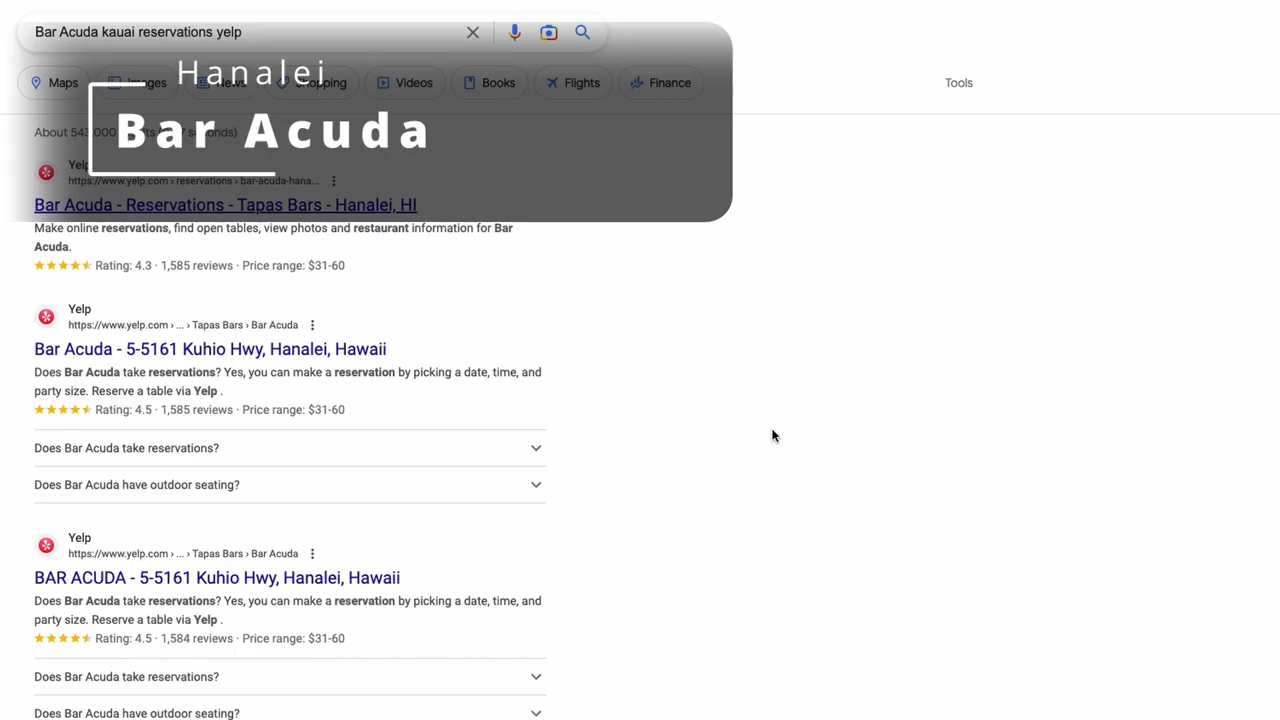 Bar Acuda kauai reservations yelp
Hanalei
Maps Images News Shopping Videos Books Flights Finance Tools
Bar Acuda
About 543,000 seconds)
Yelp
https://www.yelp.com › reservations › bar-acuda-hana...
Bar Acuda - Reservations - Tapas Bars - Hanalei, HI
Make online reservations, find open tables, view photos and restaurant information for Bar
Acuda.
Rating: 4.3 · 1,585 reviews · Price range: $31-60
Yelp
https://www.yelp.com › ... › Tapas Bars › Bar Acuda
Bar Acuda - 5-5161 Kuhio Hwy, Hanalei, Hawaii
Does Bar Acuda take reservations? Yes, you can make a reservation by picking a date, time, and
party size. Reserve a table via Yelp .
Rating: 4.5 · 1,585 reviews · Price range: $31-60
Does Bar Acuda take reservations?
Does Bar Acuda have outdoor seating?
Yelp
https://www.yelp.com › ... › Tapas Bars › Bar Acuda
BAR ACUDA - 5-5161 Kuhio Hwy, Hanalei, Hawaii
Does Bar Acuda take reservations? Yes, you can make a reservation by picking a date, time, and
party size. Reserve a table via Yelp .
Rating: 4.5 · 1,584 reviews · Price range: $31-60
Does Bar Acuda take reservations?
Does Bar Acuda have outdoor seating?